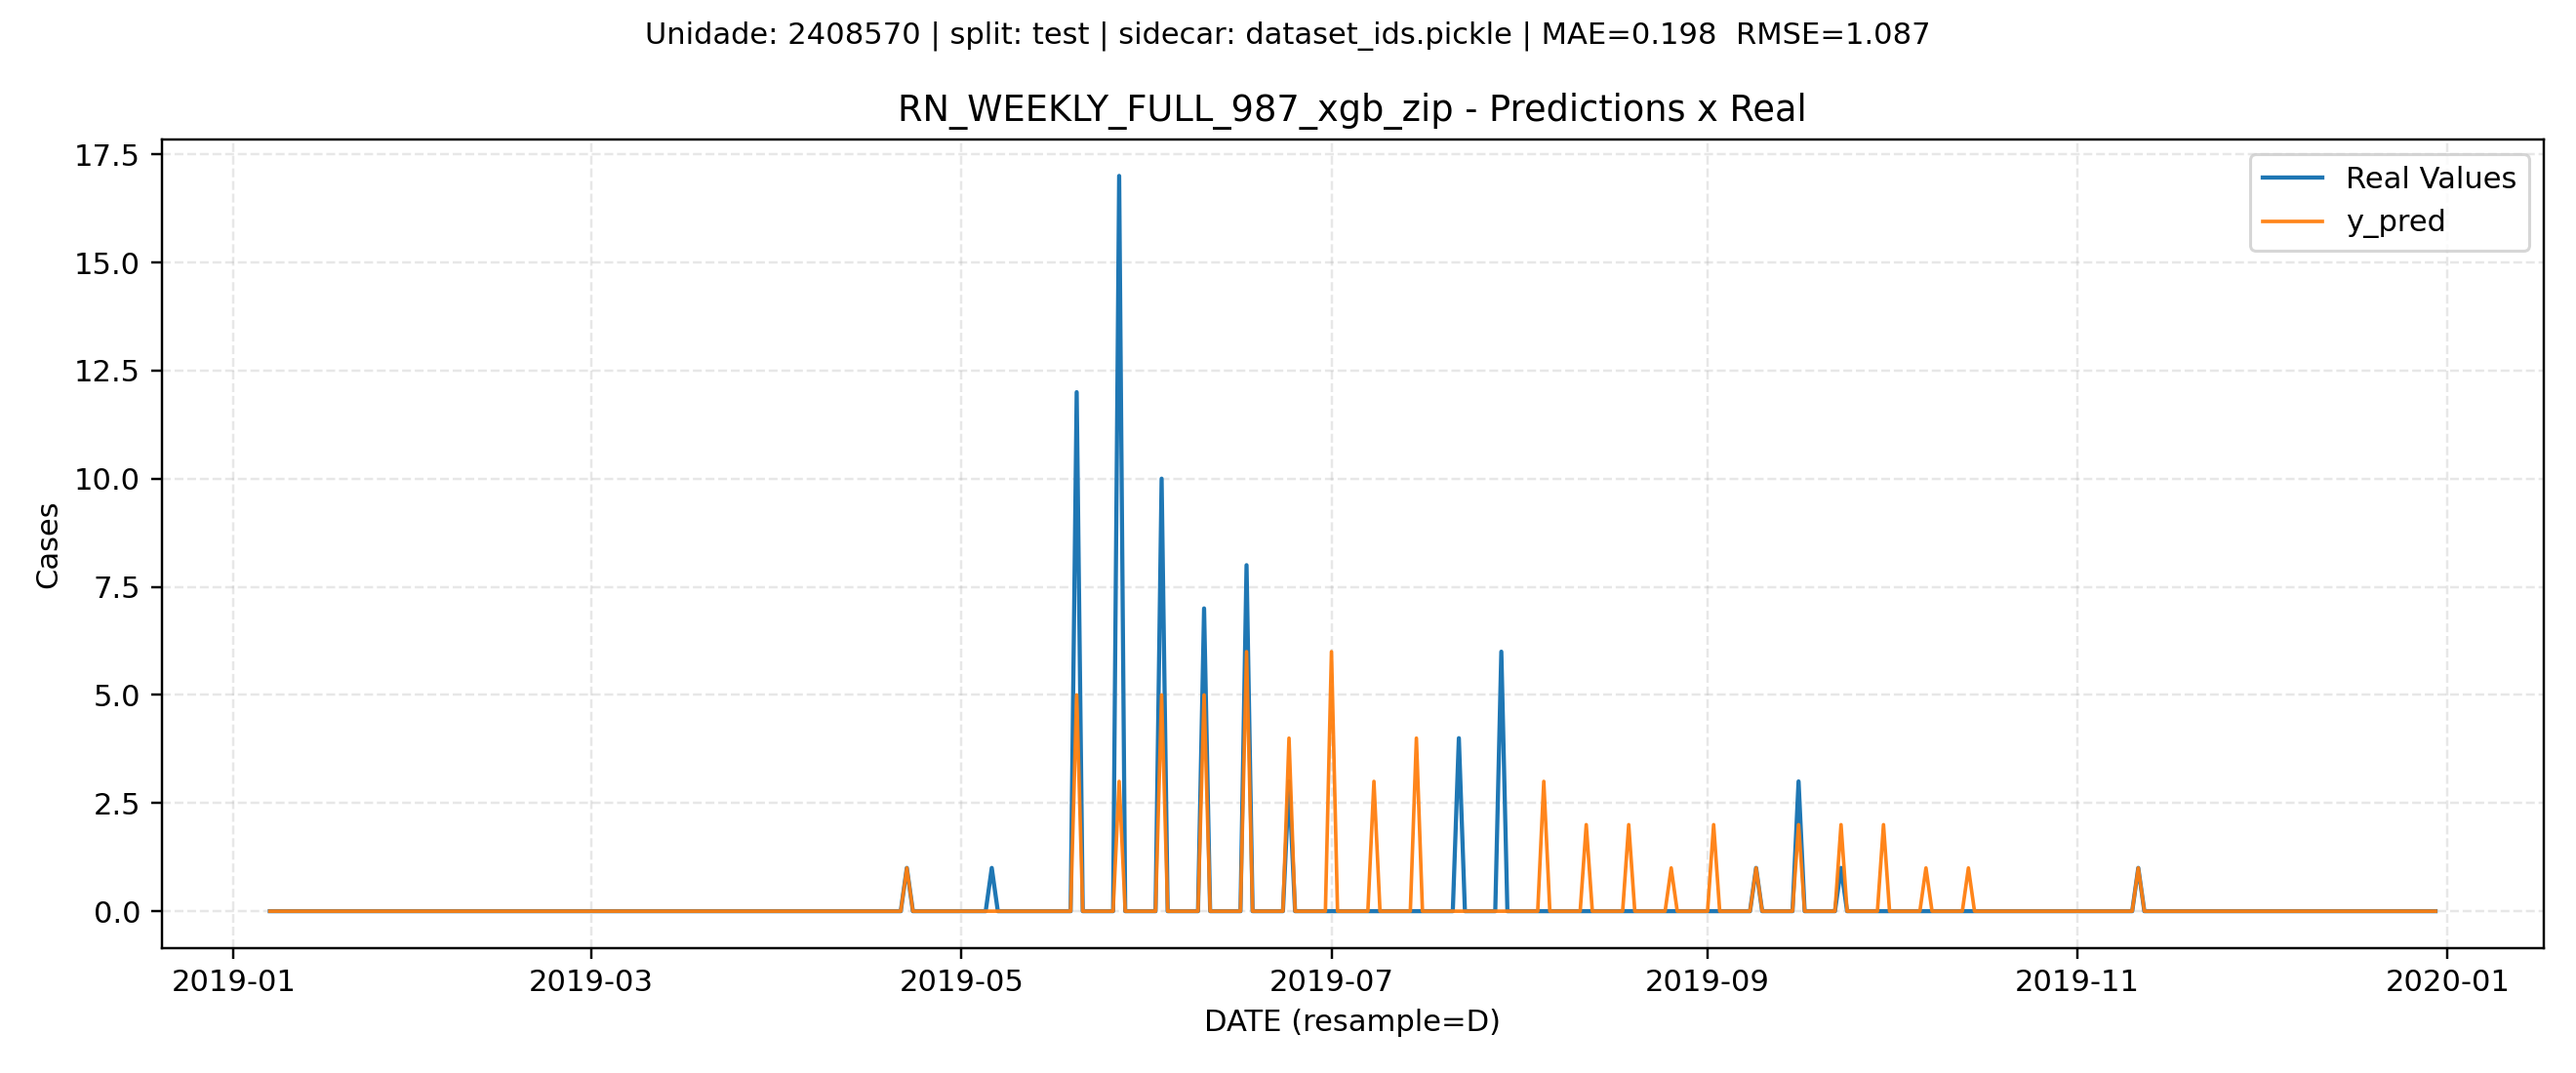 Unidade: 2408570 | split: test | sidecar: dataset_ids.pickle | MAE=0.198  RMSE=1.087
RN_WEEKLY_FULL_987_xgb_zip - Predictions x Real
17.5
15.0
12.5
10.0
7.5
5.0
2.5
0.0
Cases
Real Values
y_pred
2019-01
2019-03
2019-05
2019-07
2019-09
2019-11
2020-01
DATE (resample=D)